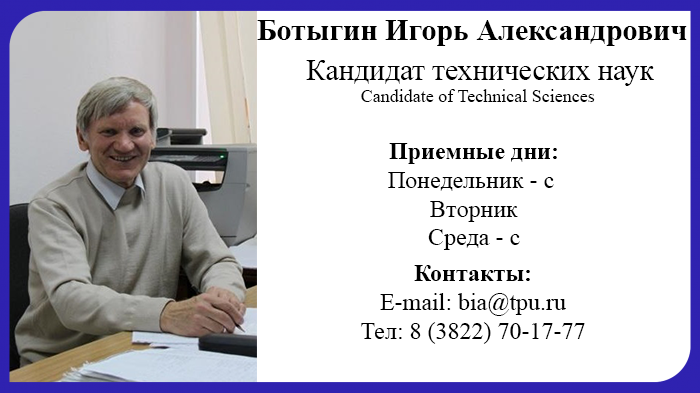 Ботыгин Игорь Александрович
Кандидат технических наук
Candidate of Technical Sciences
Приемные дни:
Понедельник - с
Вторник
Среда - с
Контакты:
E-mail: bia@tpu.ru
Тел: 8 (3822) 70-17-77